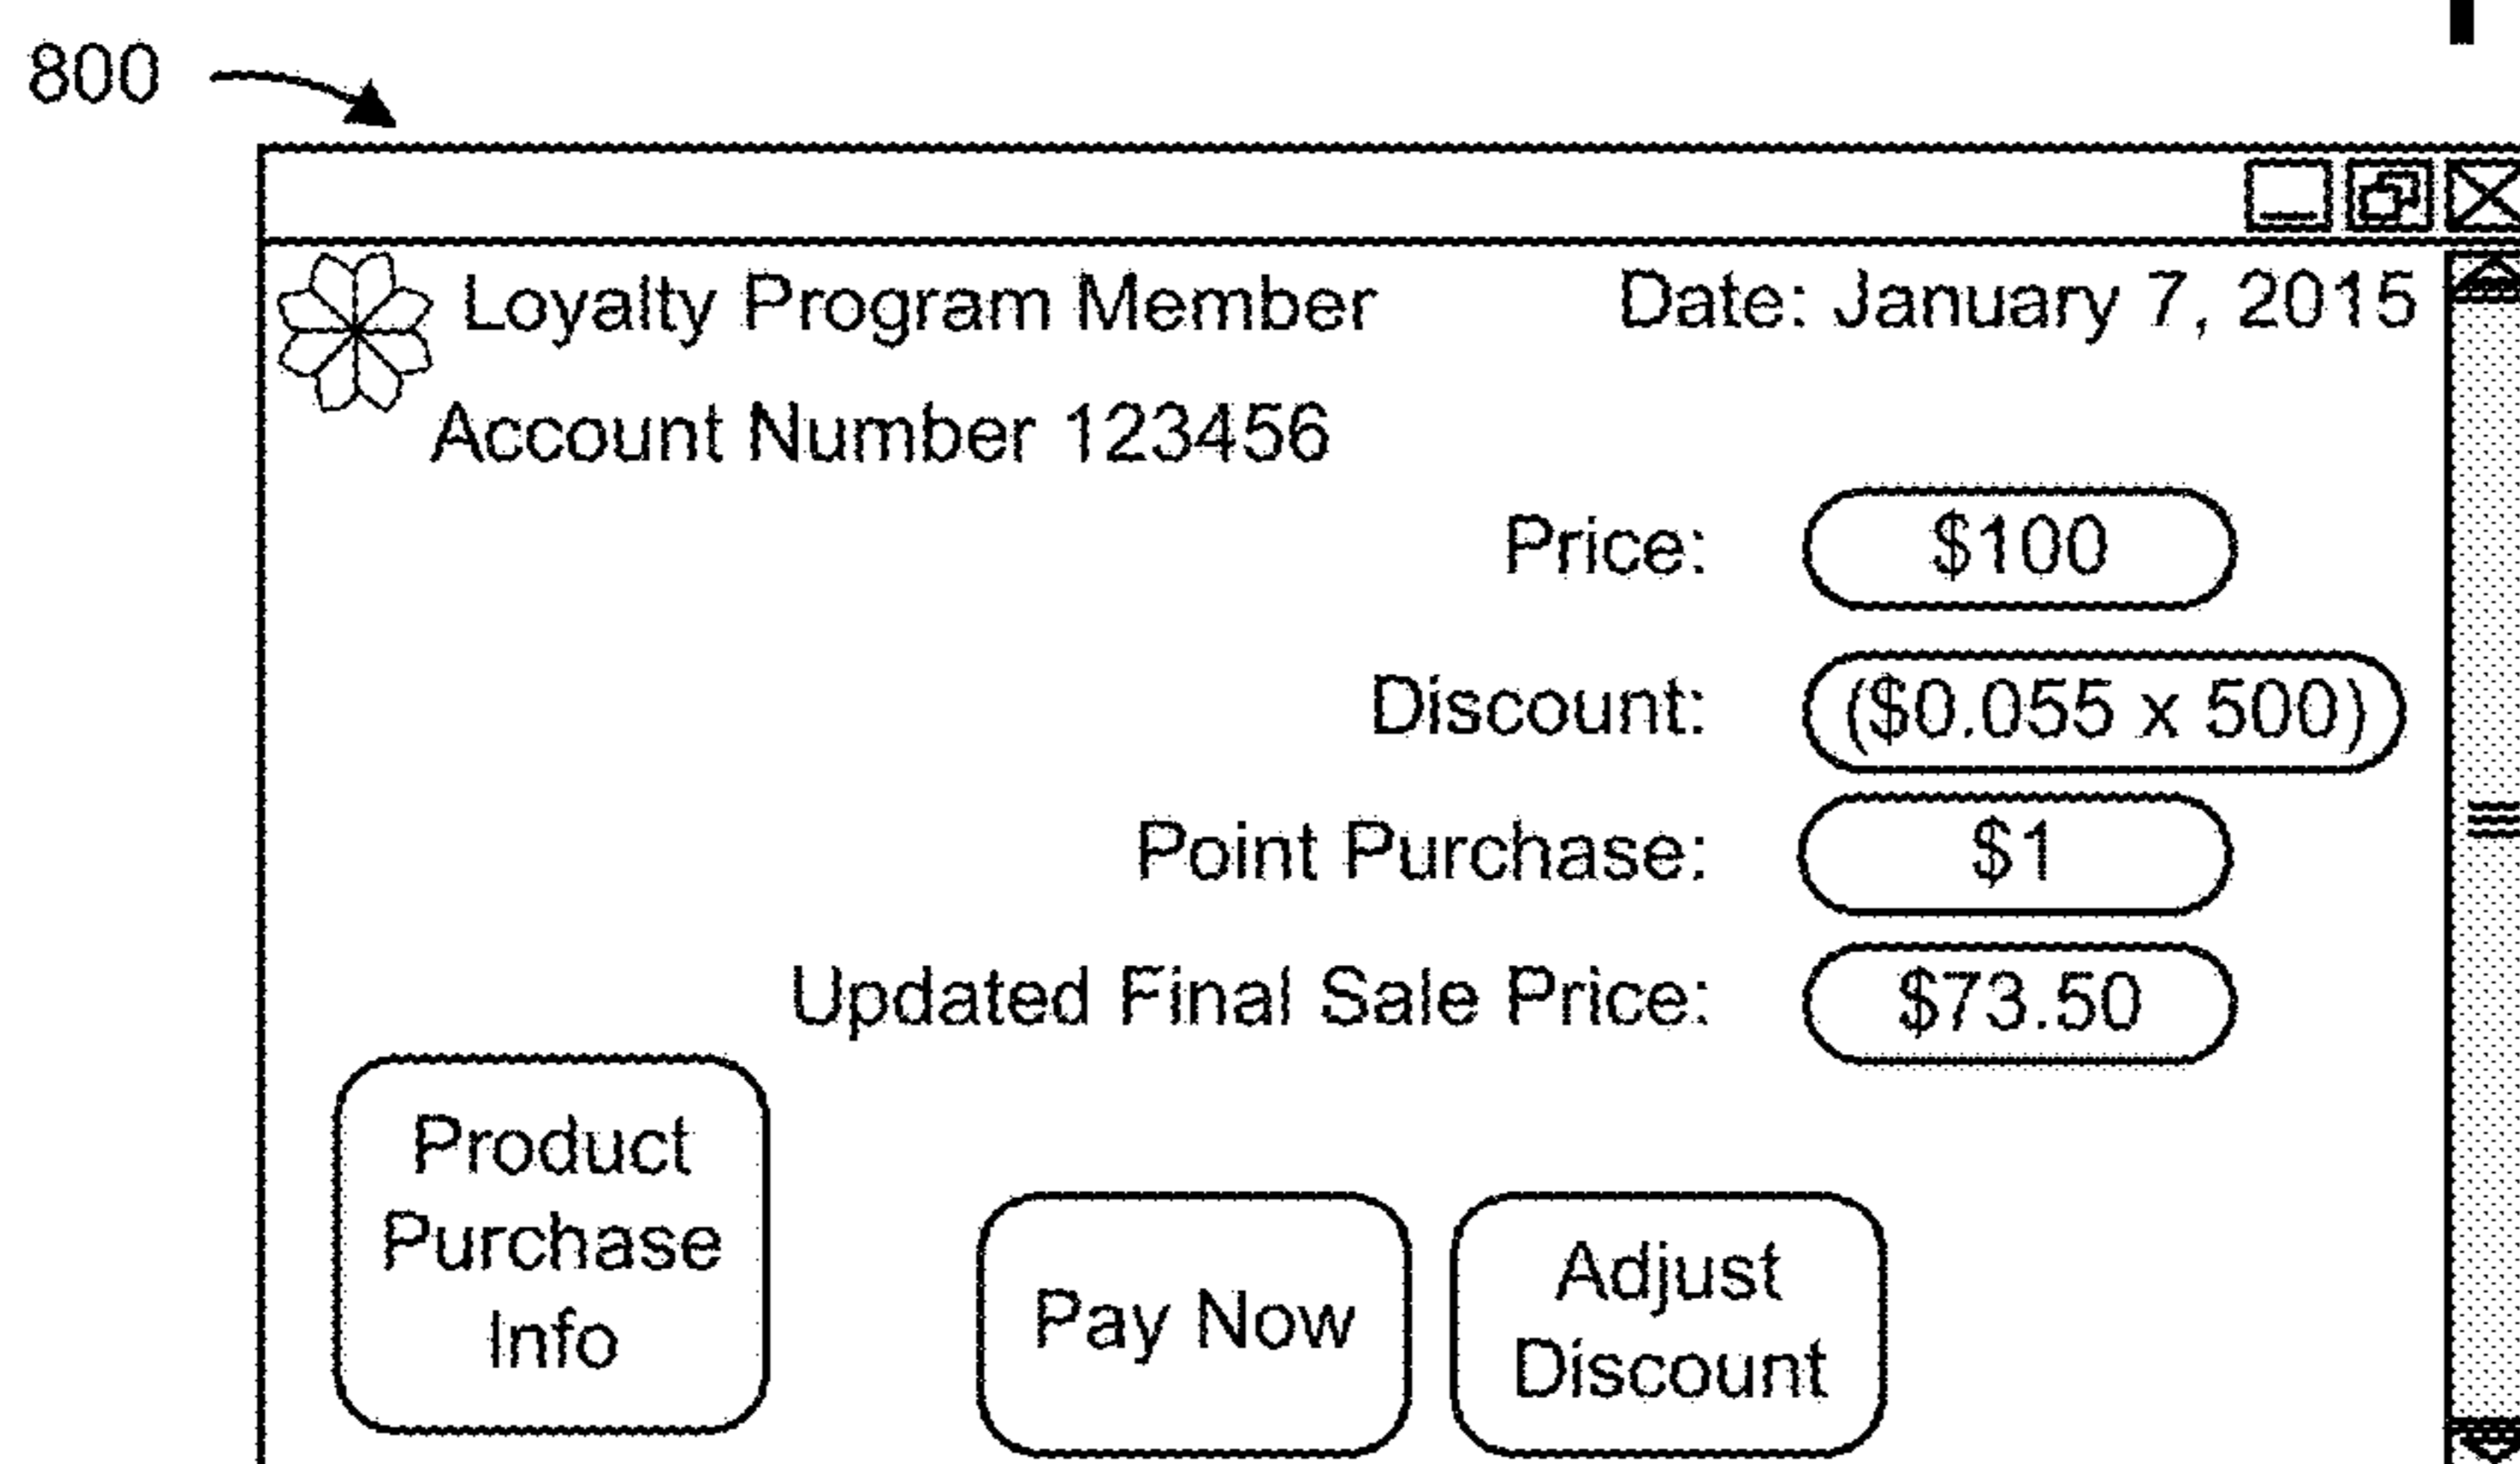 800
Loyalty Program Member Date: January 7, 2015
Account Number 123456
Price: $100
Discount: ($0.055 x 500)
Point Purchase: $1
Updated Final Sale Price: $73.50
Product
Purchase
Info
Pay Now
Adjust
Discount